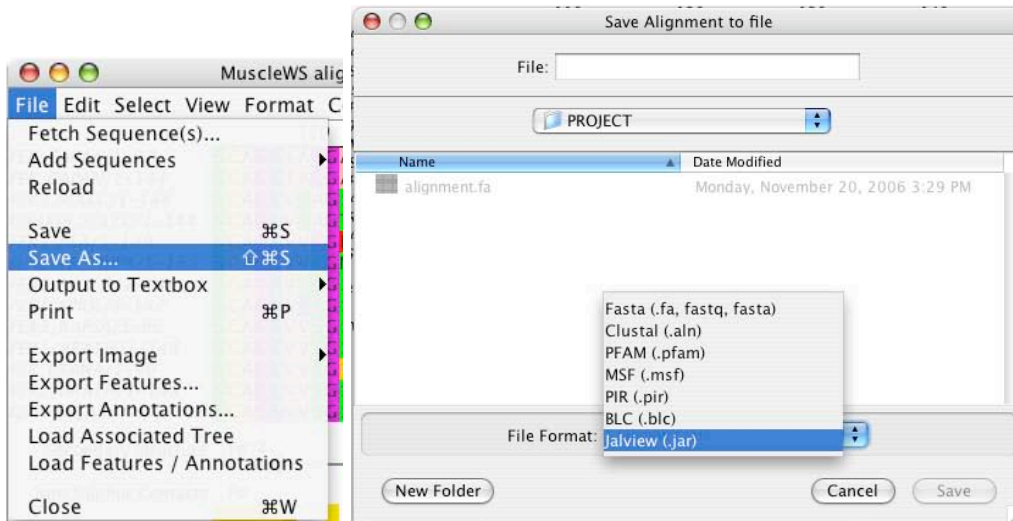 MuscleWS alig
File Edit Select View Format C
Fetch Sequence(s)...
Add Sequences
Reload
Save ⌘S
Save As... ⇧⌘S
Output to Textbox
Print ⌘P
Export Image
Export Features...
Export Annotations...
Load Associated Tree
Load Features / Annotations
Close ⌘W
Save Alignment to file
File:
PROJECT
Name Date Modified
alignment.fa Monday, November 20, 2006 3:29 PM
Fasta (.fa, fastq, fasta)
Clustal (.aln)
PFAM (.pfam)
MSF (.msf)
PIR (.pir)
BLC (.blc)
File Format: Jalview (.jar)
New Folder Cancel Save